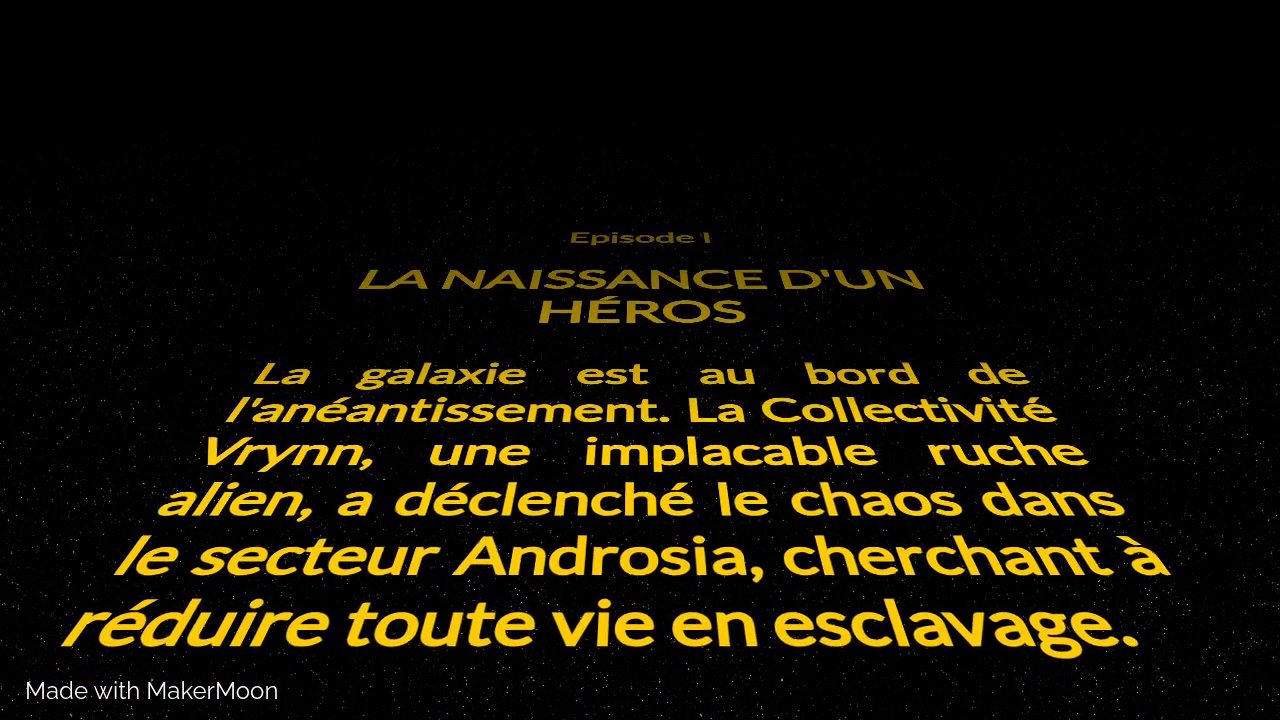 Episode I
LA NAISSANCE D'UN
HÉROS
La galaxie est au bord de
l'anéantissement. La Collectivité
Vrynn, une implacable ruche
alien, a déclenché le chaos dans
le secteur Androsia, cherchant à
réduire toute vie en esclavage.
Made with MakerMoon